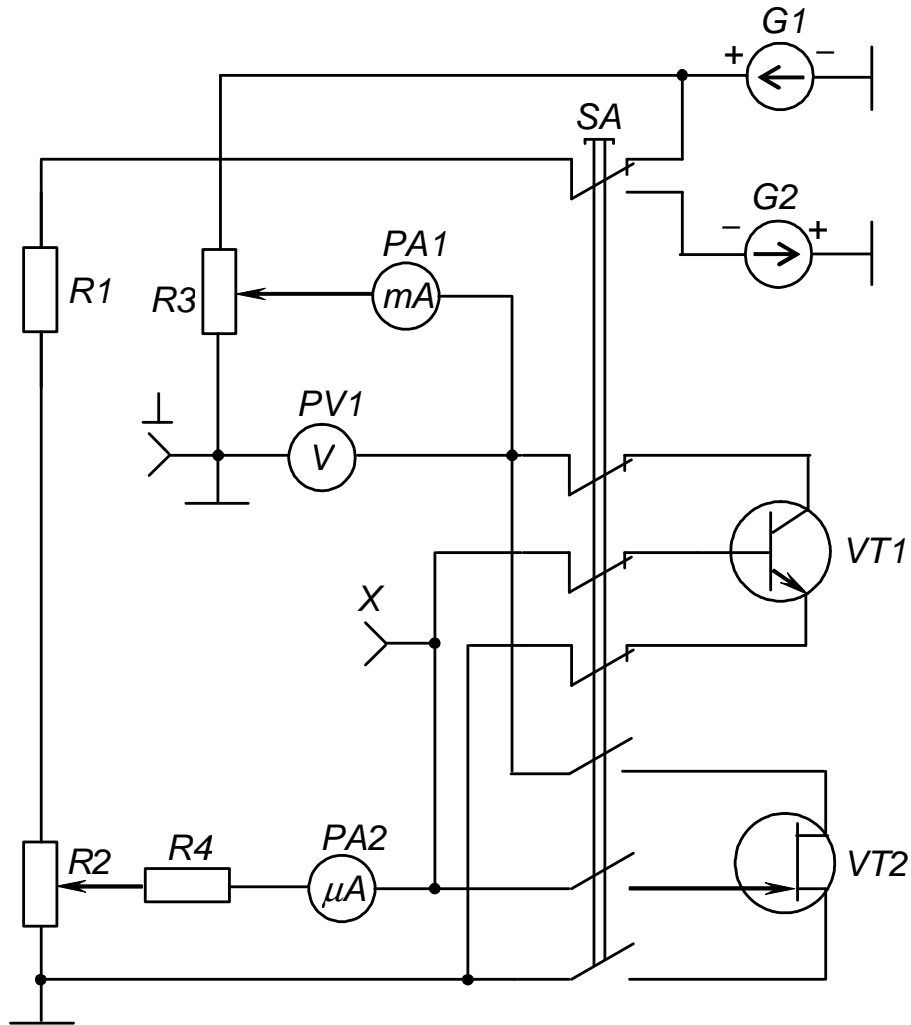 G1
+ −
SA
G2
− +
PA1
R1
R3
mA
PV1
V
VT1
X
PA2
R2
R4
μA
VT2